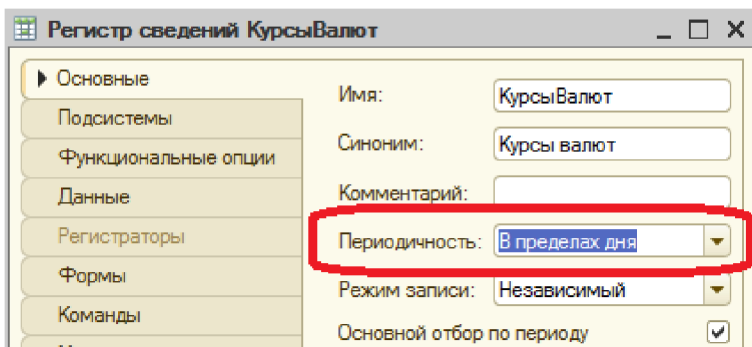 Регистр сведений КурсыВалют
Основные
Подсистемы
Функциональные опции
Данные
Регистраторы
Формы
Команды
Имя: КурсыВалют
Синоним: Курсы валют
Комментарий:
Периодичность: В пределах дня
Режим записи: Независимый
Основной отбор по периоду